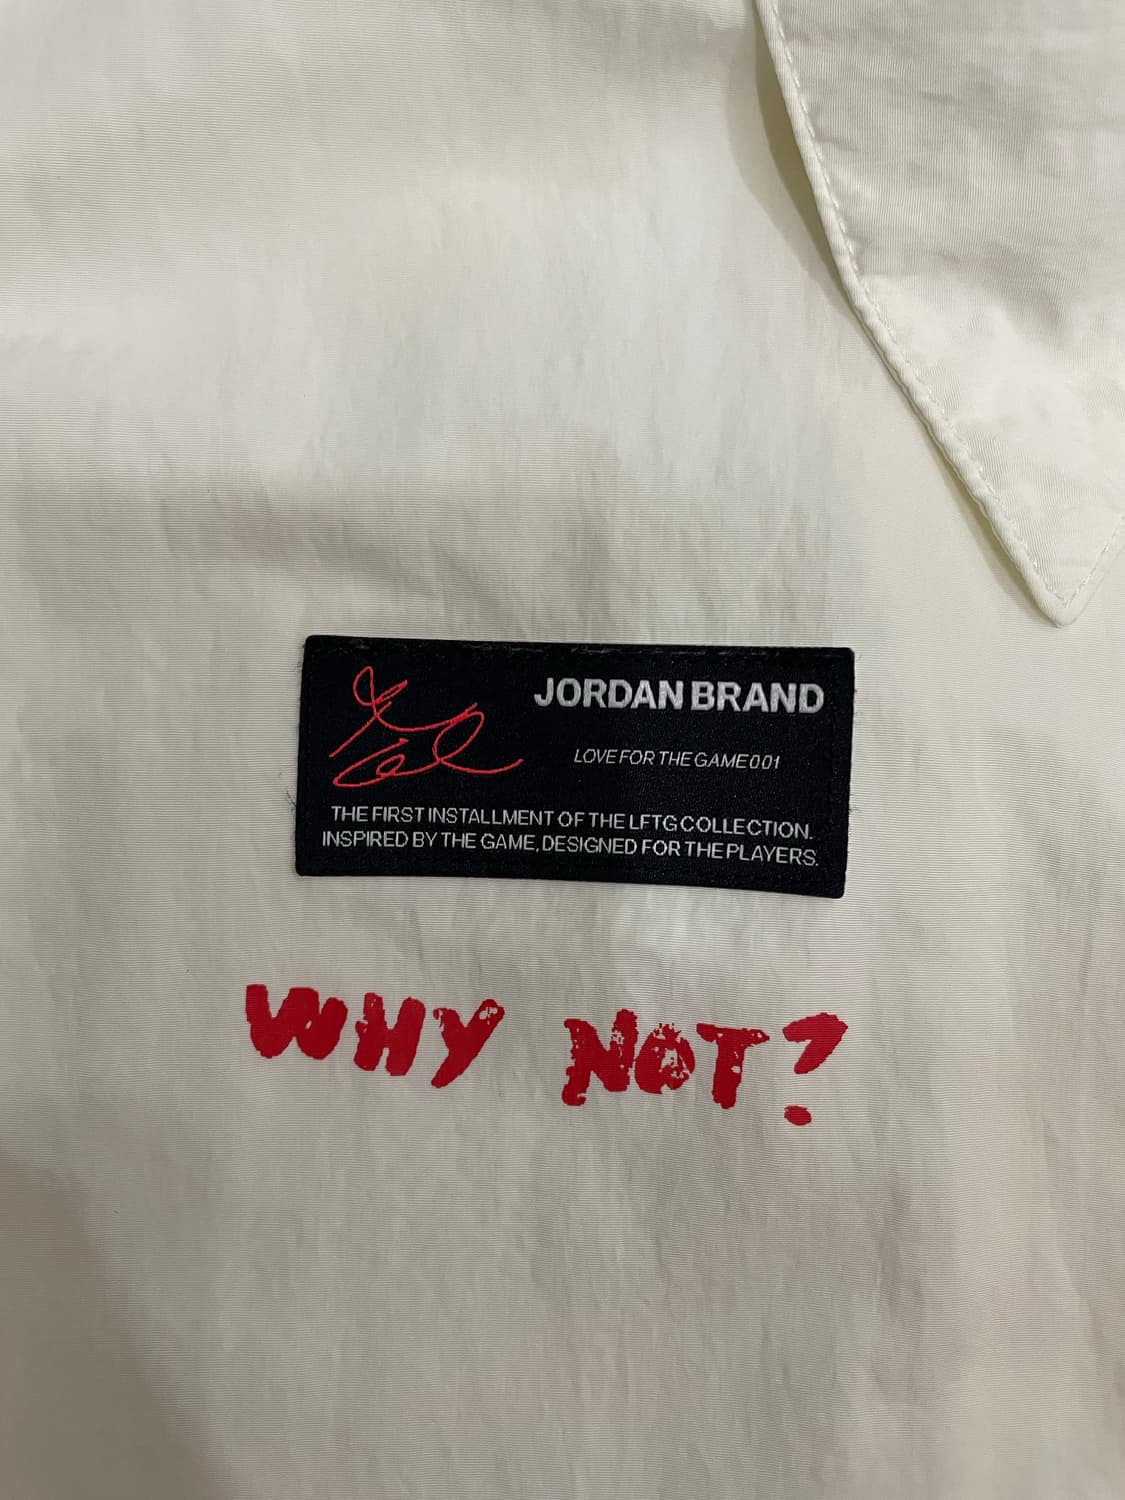 JORDAN BRAND
LOVE FOR THE GAME 001
THE FIRST INSTALLMENT OF THE LFTG COLLECTION.
INSPIRED BY THE GAME, DESIGNED FOR THE PLAYERS.
WHY NOT?